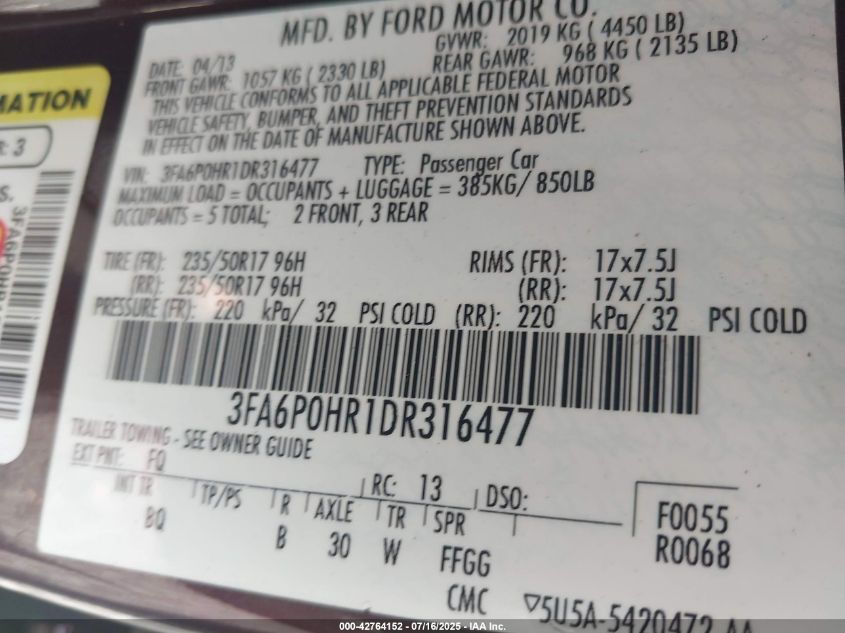 MFD. BY FORD MOTOR CO.
DATE: 04/13 GVWR: 2019 KG ( 4450 LB)
FRONT GAWR: 1057 KG ( 2330 LB) REAR GAWR: 968 KG ( 2135 LB)
THIS VEHICLE CONFORMS TO ALL APPLICABLE FEDERAL MOTOR
VEHICLE SAFETY, BUMPER, AND THEFT PREVENTION STANDARDS
IN EFFECT ON THE DATE OF MANUFACTURE SHOWN ABOVE.
VIN: 3FA6P0HR1DR316477 TYPE: Passenger Car
MAXIMUM LOAD = OCCUPANTS + LUGGAGE = 385KG/ 850LB
OCCUPANTS = 5 TOTAL; 2 FRONT, 3 REAR
TIRE (FR): 235/50R17 96H RIMS (FR): 17x7.5J
(RR): 235/50R17 96H (RR): 17x7.5J
PRESSURE (FR): 220 kPa/ 32 PSI COLD (RR): 220 kPa/ 32 PSI COLD
3FA6P0HR1DR316477
TRAILER TOWING - SEE OWNER GUIDE
EXT PNT: FQ RC: 13 DSO:
INT TR TP/PS R AXLE TR SPR
BQ B 30 W FFGG
F0055
R0068
CMC ▽5U5A-5420472-AA
MATION
: 3
S.
000-42764152 - 07/16/2025 - IAA Inc.